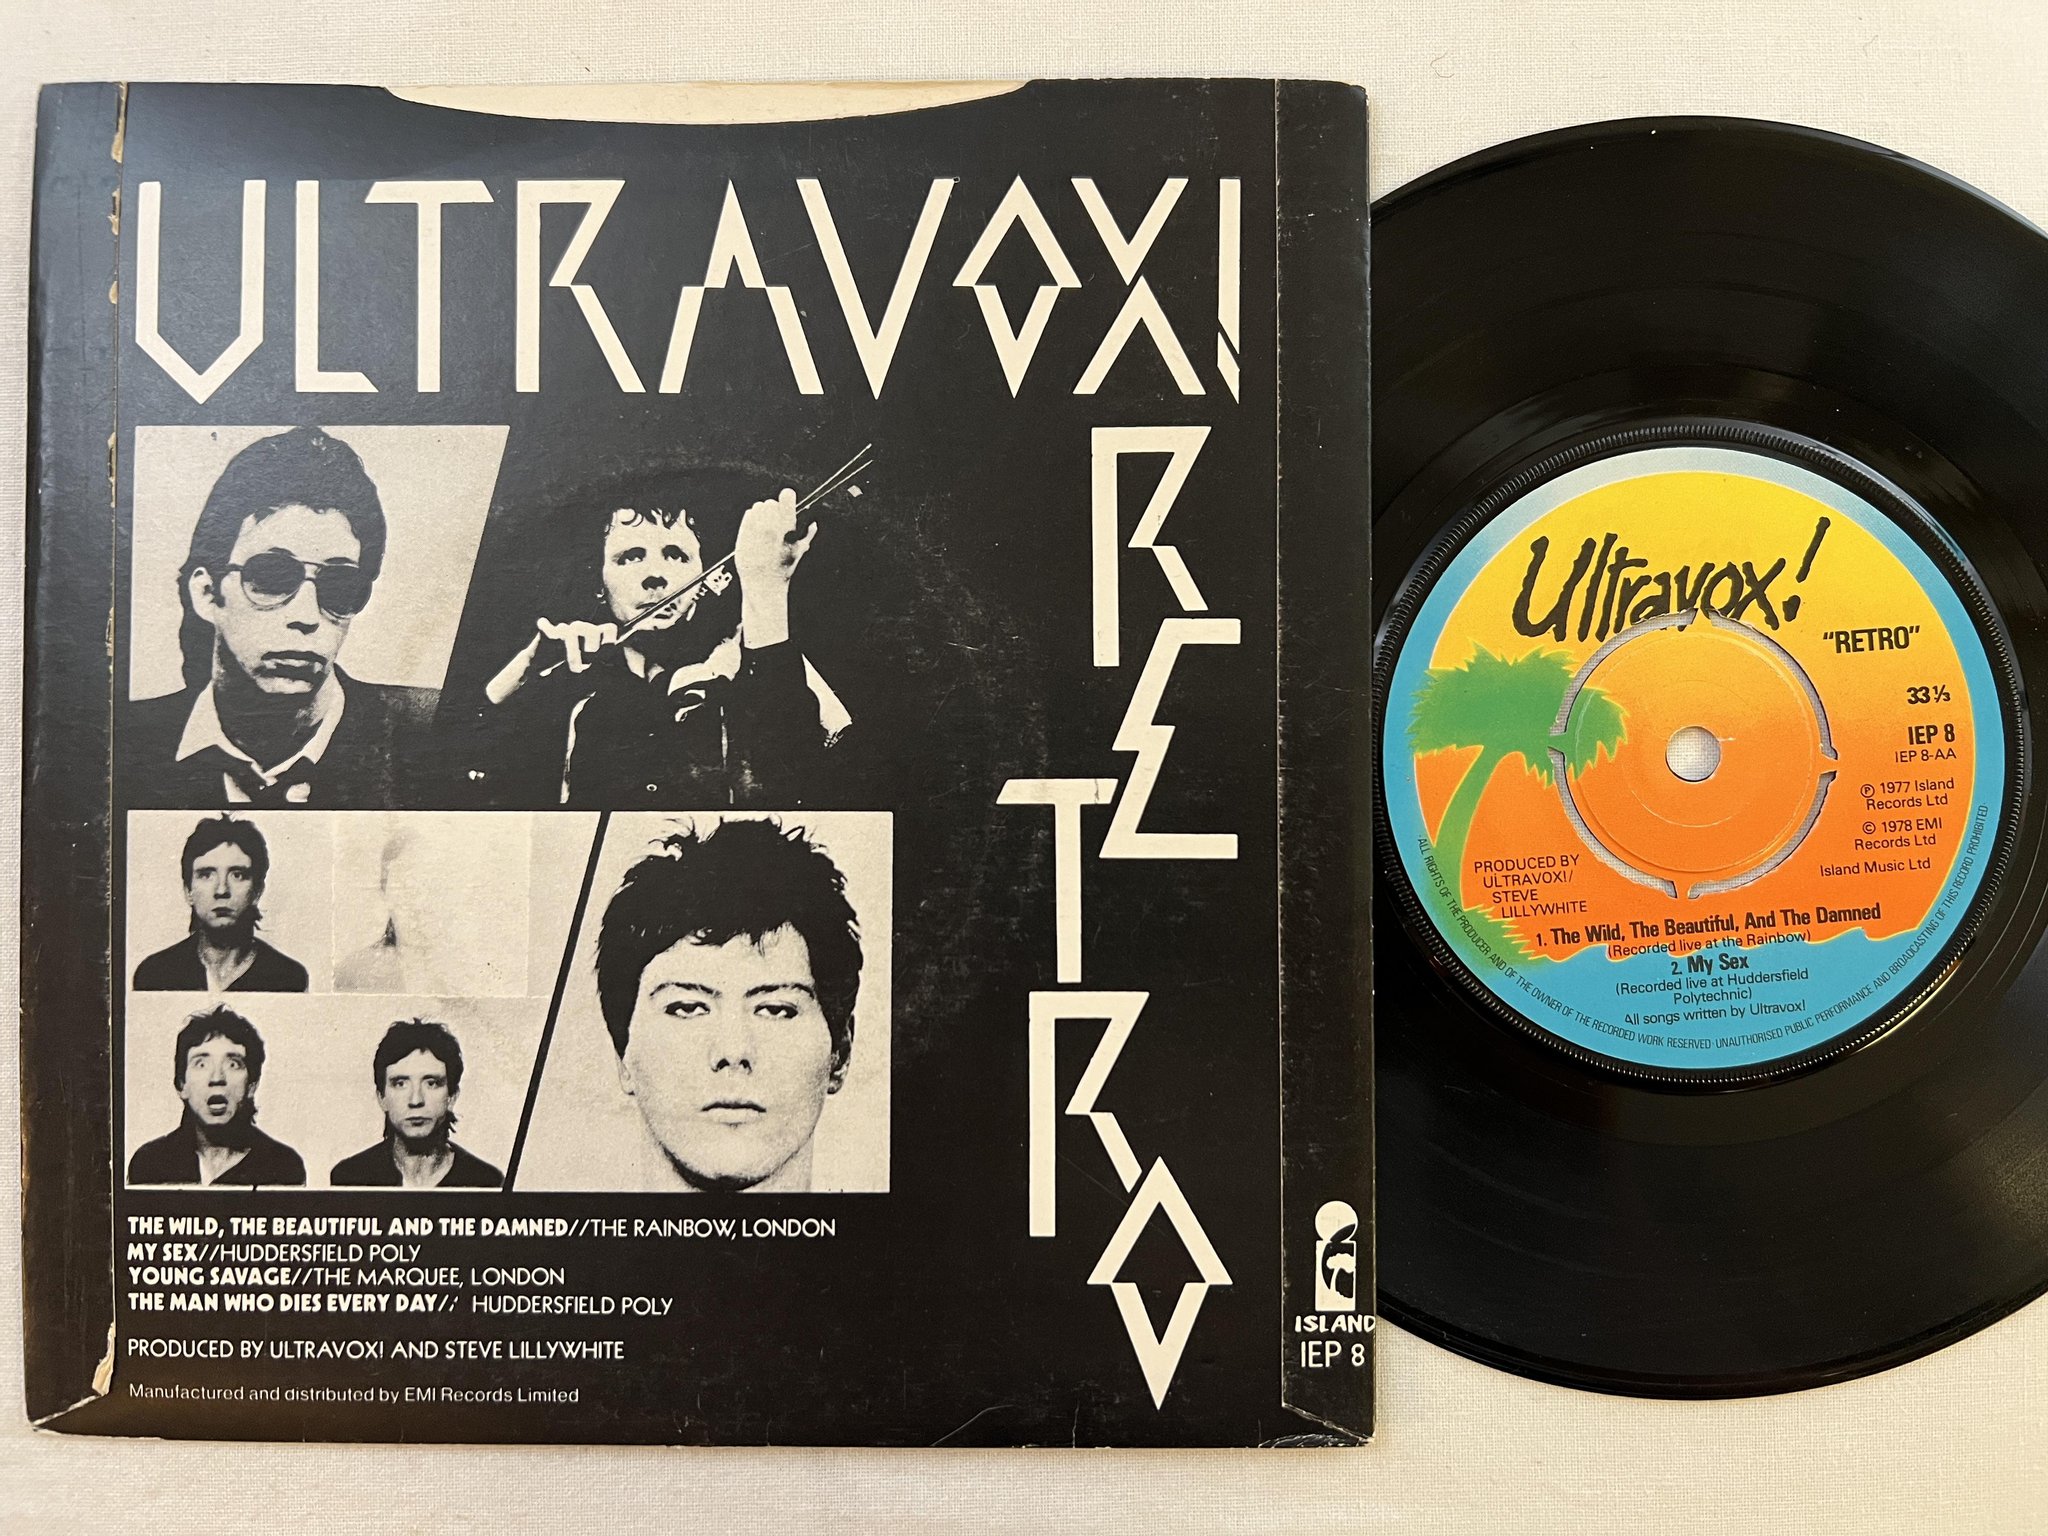 ULTRAVOX!
RETRO
THE WILD, THE BEAUTIFUL AND THE DAMNED//THE RAINBOW, LONDON
MY SEX//HUDDERSFIELD POLY
YOUNG SAVAGE//THE MARQUEE, LONDON
THE MAN WHO DIES EVERY DAY// HUDDERSFIELD POLY
PRODUCED BY ULTRAVOX! AND STEVE LILLYWHITE
Manufactured and distributed by EMI Records Limited
ISLAND
IEP 8
Ultravox!
"RETRO"
33⅓
IEP 8
IEP 8-AA
℗ 1977 Island
Records Ltd
© 1978 EMI
Records Ltd
Island Music Ltd
PRODUCED BY
ULTRAVOX!/
STEVE
LILLYWHITE
1. The Wild, The Beautiful, And The Damned
(Recorded live at the Rainbow)
2. My Sex
(Recorded live at Huddersfield
Polytechnic)
All songs written by Ultravox!
ALL RIGHTS OF THE PRODUCER AND OF THE OWNER OF THE RECORDED WORK RESERVED · UNAUTHORISED PUBLIC PERFORMANCE AND BROADCASTING OF THIS RECORD PROHIBITED